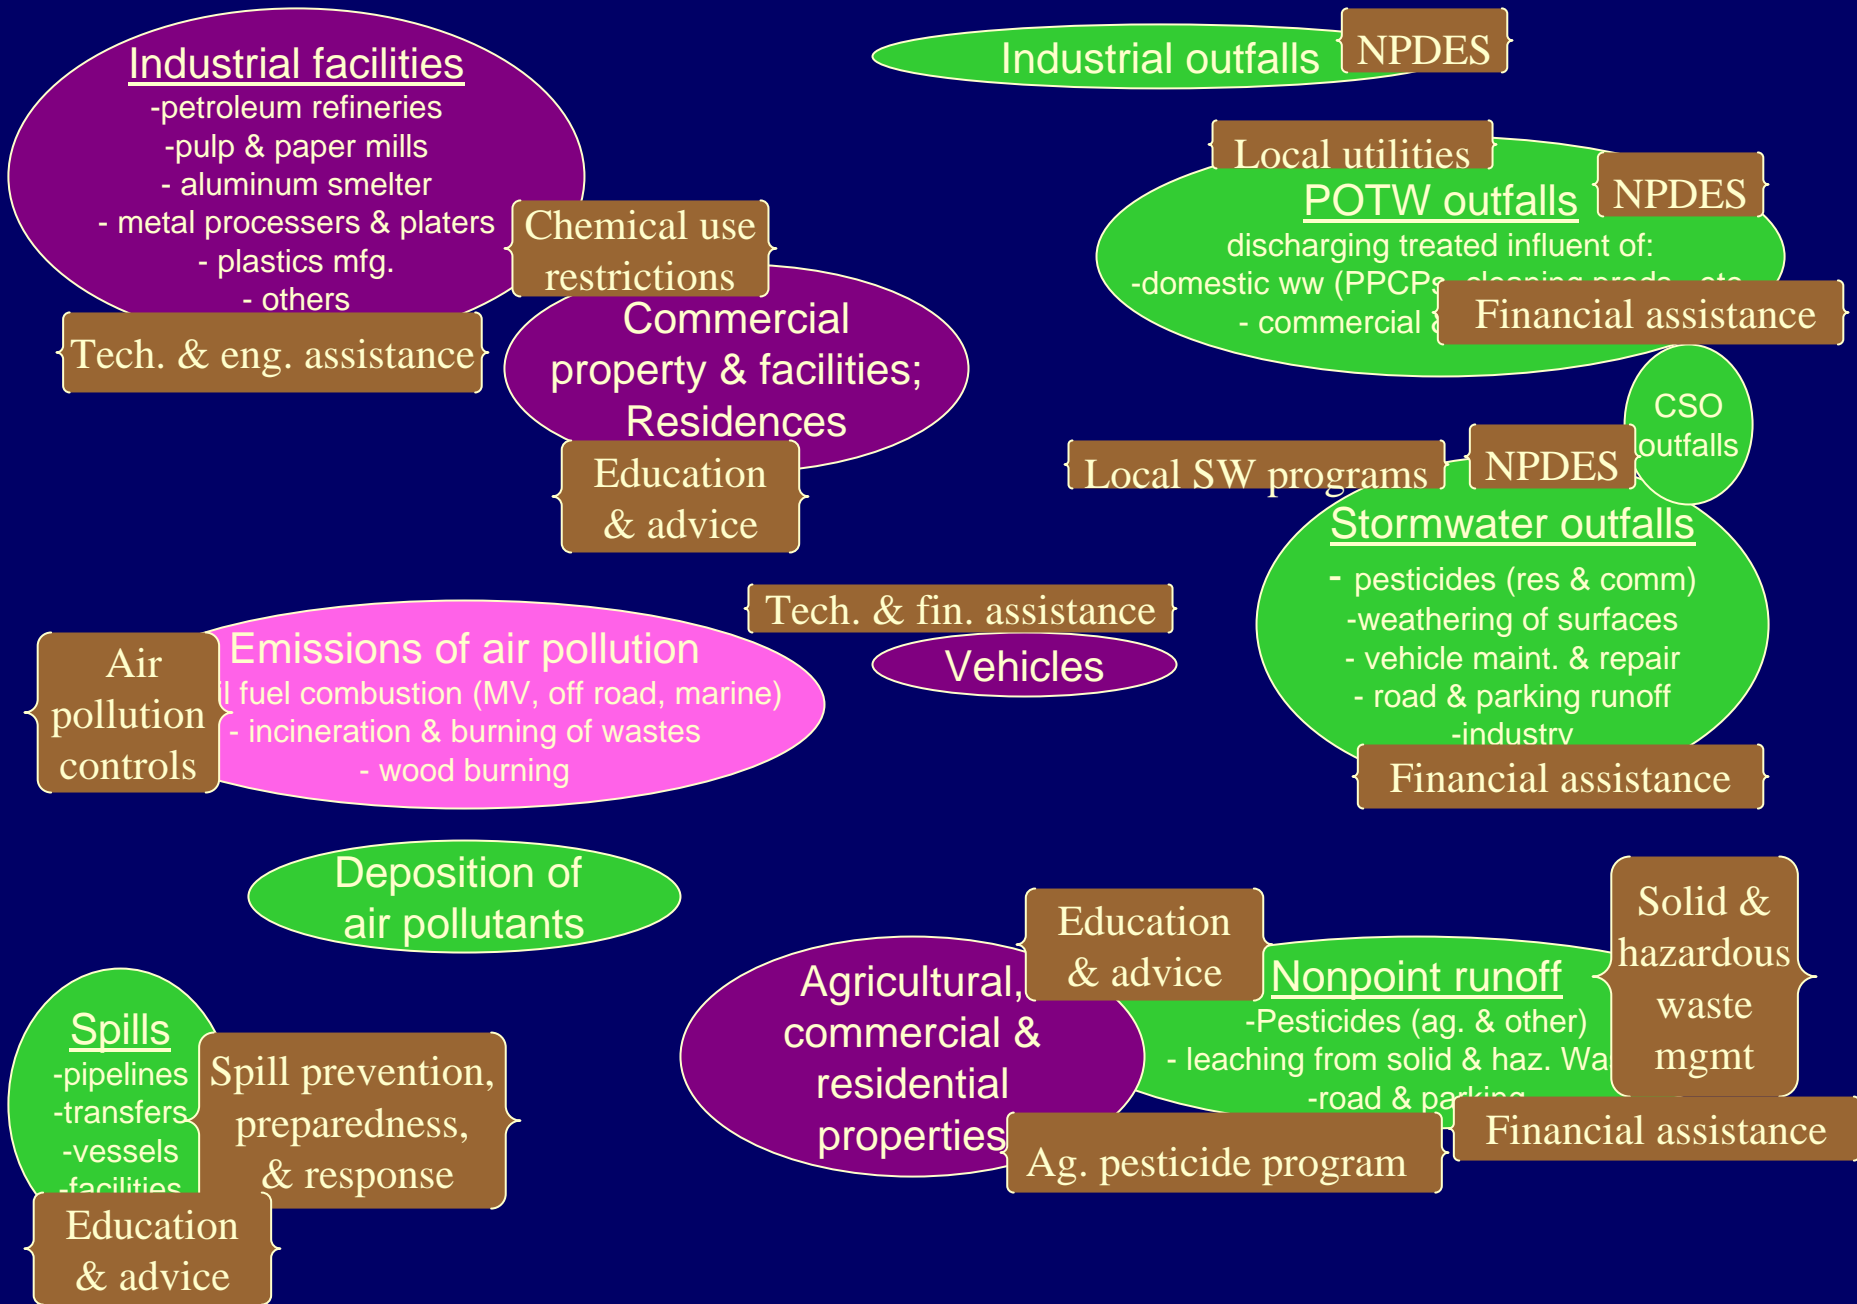 Industrial facilities
-petroleum refineries
-pulp & paper mills
- aluminum smelter
- metal processers & platers
- plastics mfg.
- others
Tech. & eng. assistance
Chemical use
restrictions
Commercial
property & facilities;
Residences
Education
& advice
Industrial outfalls
NPDES
Local utilities
NPDES
POTW outfalls
discharging treated influent of:
-domestic ww (PPCPs, cleaning prods., etc.
- commercial &
Financial assistance
CSO
outfalls
Local SW programs
NPDES
Stormwater outfalls
- pesticides (res & comm)
-weathering of surfaces
- vehicle maint. & repair
- road & parking runoff
-industry
Financial assistance
Tech. & fin. assistance
Vehicles
Air
pollution
controls
Emissions of air pollution
fuel combustion (MV, off road, marine)
- incineration & burning of wastes
- wood burning
Deposition of
air pollutants
Spills
-pipelines
-transfers
-vessels
-facilities
Spill prevention,
preparedness,
& response
Education
& advice
Agricultural,
commercial &
residential
properties
Education
& advice
Nonpoint runoff
-Pesticides (ag. & other)
- leaching from solid & haz. Wa
-road & parking
Solid &
hazardous
waste
mgmt
Ag. pesticide program
Financial assistance